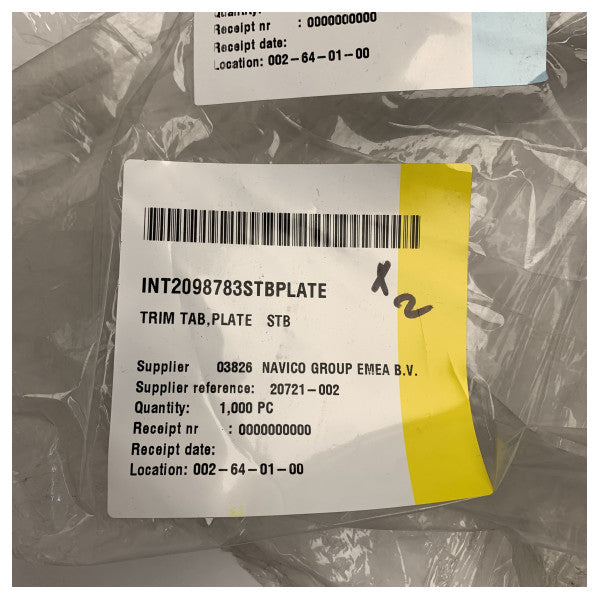 Quantity:
Receipt nr : 0000000000
Receipt date:
Location: 002-64-01-00
INT2098783STBPLATE
x2
TRIM TAB,PLATE STB
Supplier 03826 NAVICO GROUP EMEA B.V.
Supplier reference: 20721-002
Quantity: 1,000 PC
Receipt nr : 0000000000
Receipt date:
Location: 002-64-01-00